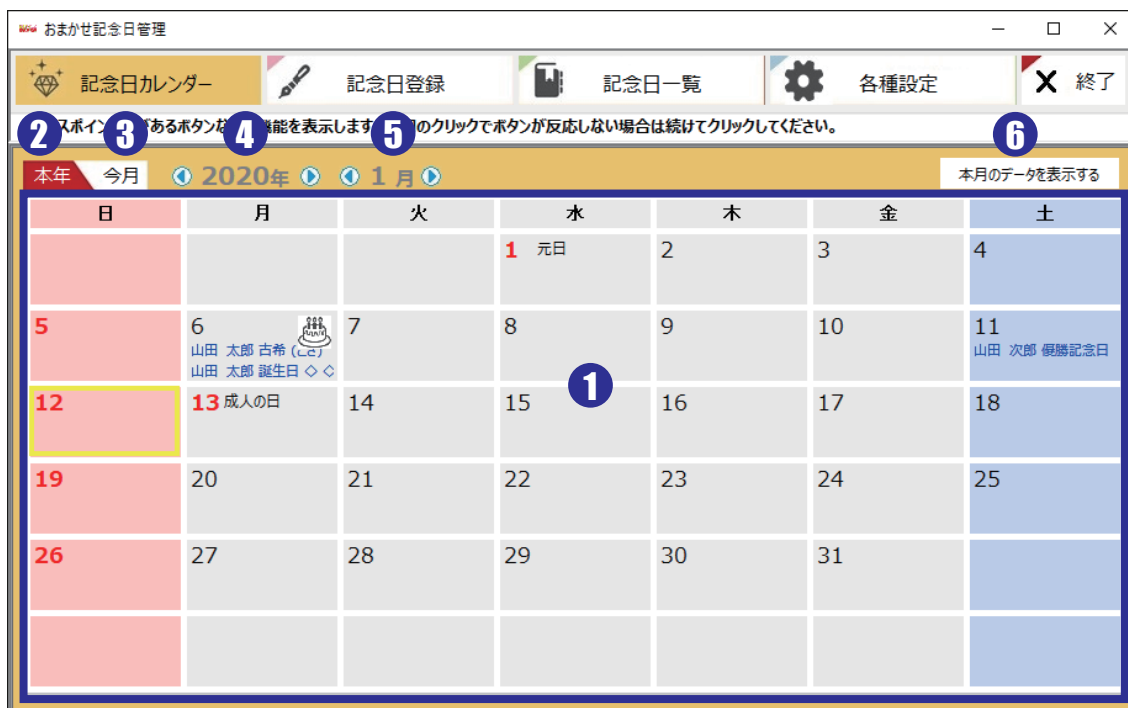 おまかせ記念日管理
記念日カレンダー 記念日登録 記念日一覧 各種設定 終了
スポイン があるボタンな 機能を表示します のクリックでボタンが反応しない場合は続けてクリックしてください。
2 3 4 5 6
本年 今月 2020年 1 月 本月のデータを表示する
日 月 火 水 木 金 土
1 元日 2 3 4
5 6 7 8 9 10 11
山田 太郎 古希 山田 次郎 優勝記念日
山田 太郎 誕生日 ◇ ◇
1
12 13 成人の日 14 15 16 17 18
19 20 21 22 23 24 25
26 27 28 29 30 31